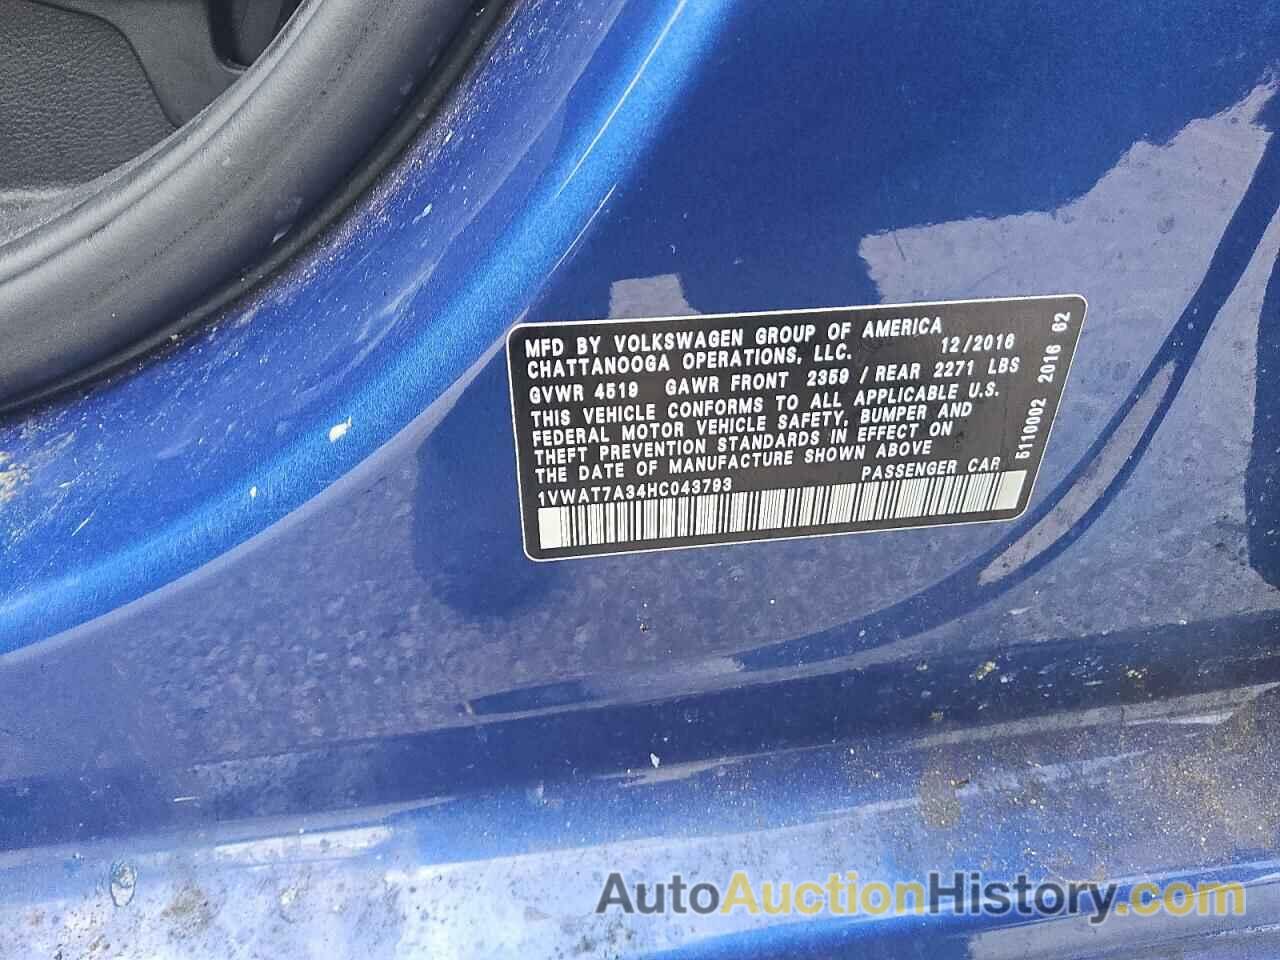 MFD BY VOLKSWAGEN GROUP OF AMERICA
CHATTANOOGA OPERATIONS, LLC. 12/2016
GVWR 4519 GAWR FRONT 2359 / REAR 2271 LBS
THIS VEHICLE CONFORMS TO ALL APPLICABLE U.S.
FEDERAL MOTOR VEHICLE SAFETY, BUMPER AND
THEFT PREVENTION STANDARDS IN EFFECT ON
THE DATE OF MANUFACTURE SHOWN ABOVE
1VWAT7A34HC043793 PASSENGER CAR
5110002 2016 62
AutoAuctionHistory.com